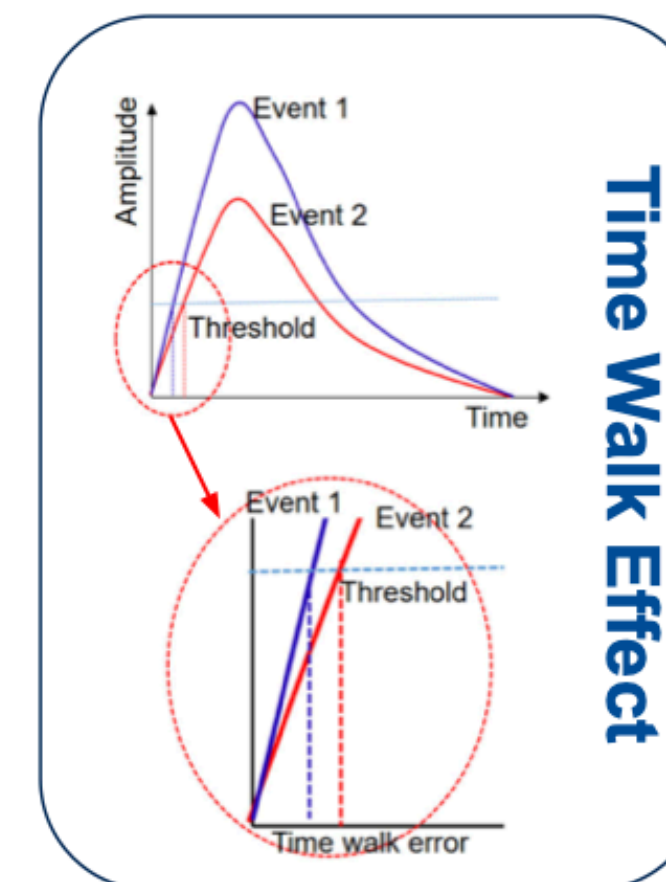 Event 1
Amplitude
Event 2
Threshold
Time
Event 1
Event 2
Threshold
Time walk error
Time Walk Effect